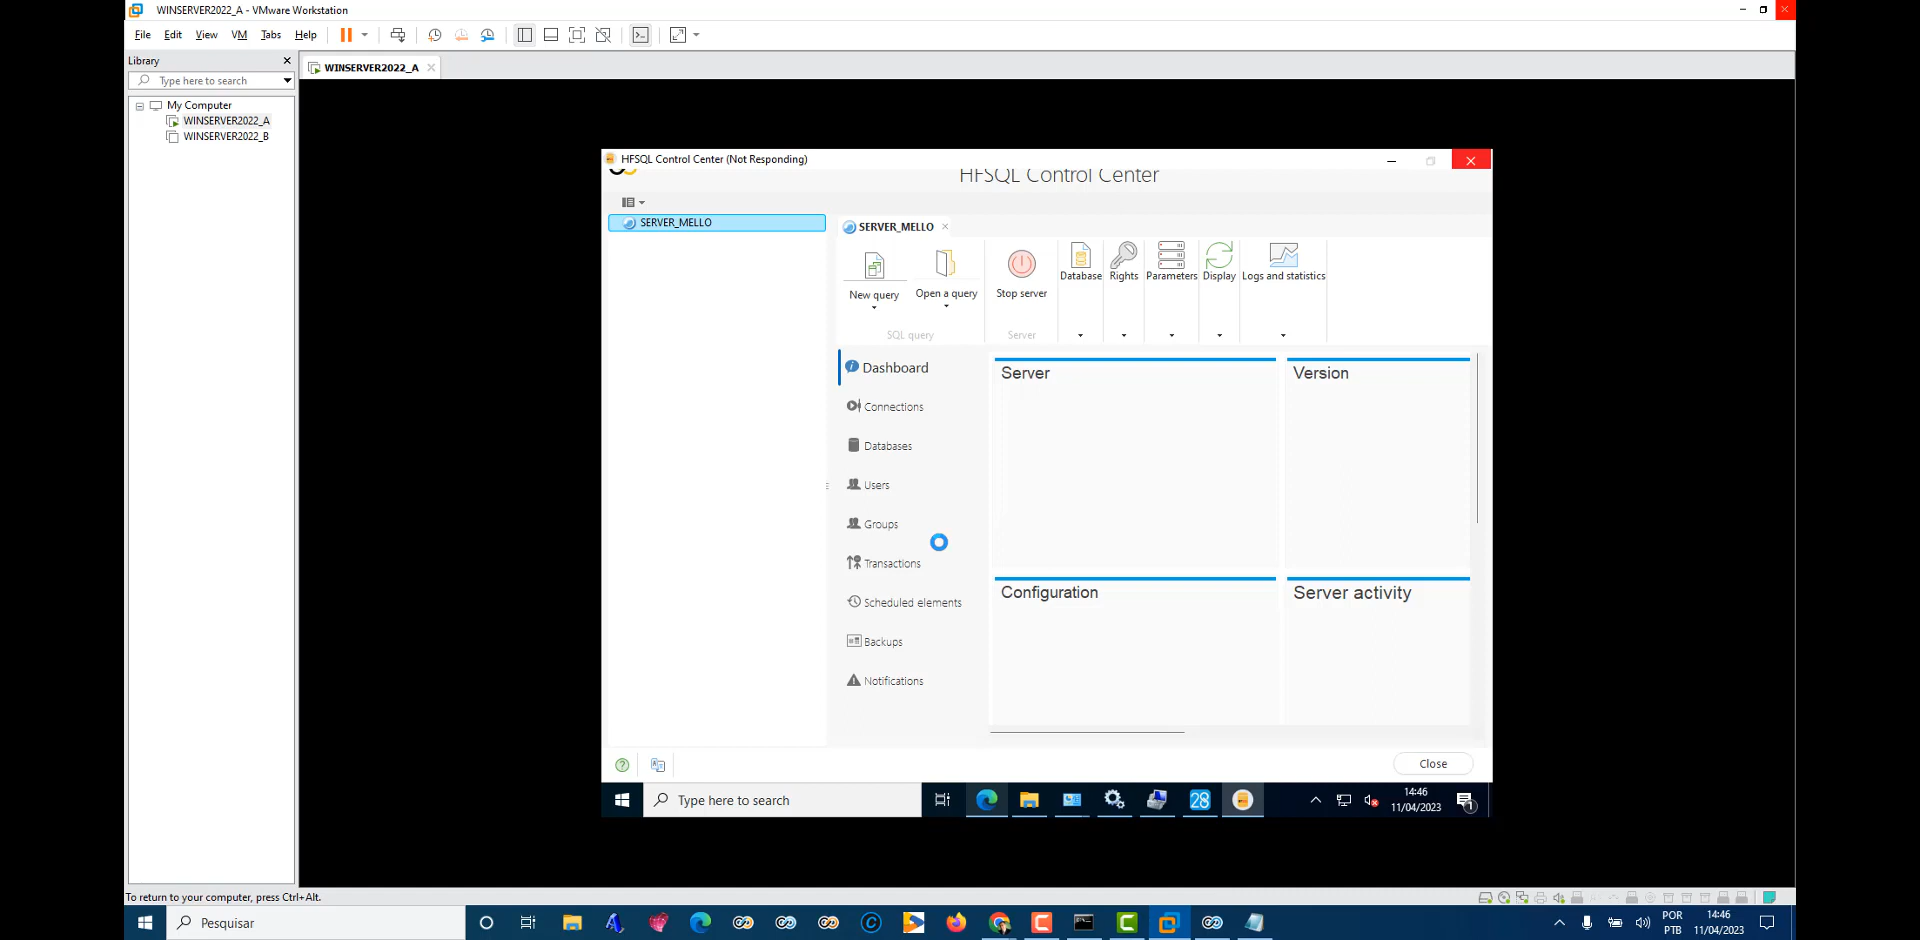 WINSERVER2022_A - VMware Workstation
File Edit View VM Tabs Help
Library
WINSERVER2022_A
Type here to search
My Computer
WINSERVER2022_A
WINSERVER2022_B
HFSQL Control Center (Not Responding)
HFSQL Control Center
SERVER_MELLO
SERVER_MELLO
New query
Open a query
Stop server
Database
Rights
Parameters
Display
Logs and statistics
SQL query
Server
Dashboard
Connections
Databases
Users
Groups
Transactions
Scheduled elements
Backups
Notifications
Server
Version
Configuration
Server activity
Close
Type here to search
28
14:46
11/04/2023
1
To return to your computer, press Ctrl+Alt.
Pesquisar
POR
PTB
14:46
11/04/2023